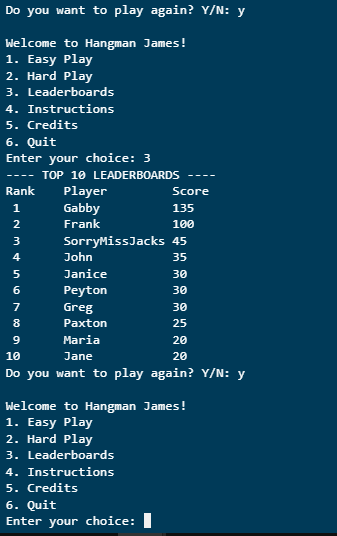 Do you want to play again? Y/N: y
Welcome to Hangman James!
1. Easy Play
2. Hard Play
3. Leaderboards
4. Instructions
5. Credits
6. Quit
Enter your choice: 3
---- TOP 10 LEADERBOARDS ----
Rank Player Score
1 Gabby 135
2 Frank 100
3 SorryMissJacks 45
4 John 35
5 Janice 30
6 Peyton 30
7 Greg 30
8 Paxton 25
9 Maria 20
10 Jane 20
Do you want to play again? Y/N: y
Welcome to Hangman James!
1. Easy Play
2. Hard Play
3. Leaderboards
4. Instructions
5. Credits
6. Quit
Enter your choice: